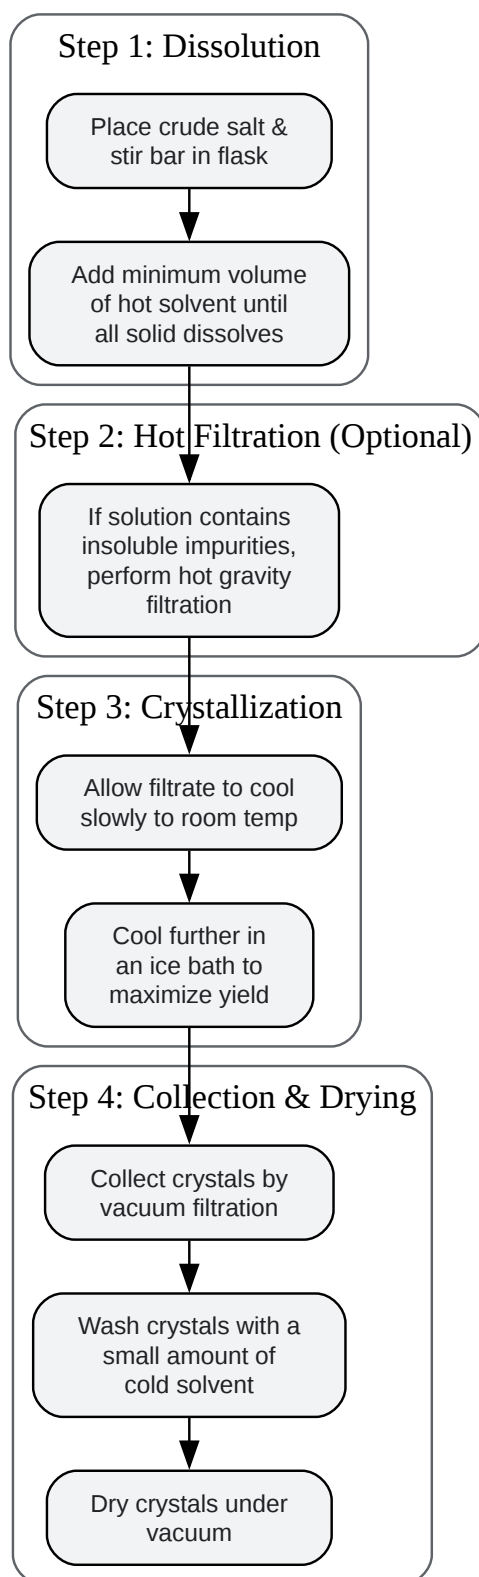 Step 1: Dissolution
Place crude salt &
stir bar in flask
Add minimum volume
of hot solvent until
all solid dissolves
Step 2: Hot Filtration (Optional)
If solution contains
insoluble impurities,
perform hot gravity
filtration
Step 3: Crystallization
Allow filtrate to cool
slowly to room temp
Cool further in
an ice bath to
maximize yield
Step 4: Collection & Drying
Collect crystals by
vacuum filtration
Wash crystals with a
small amount of
cold solvent
Dry crystals under
vacuum